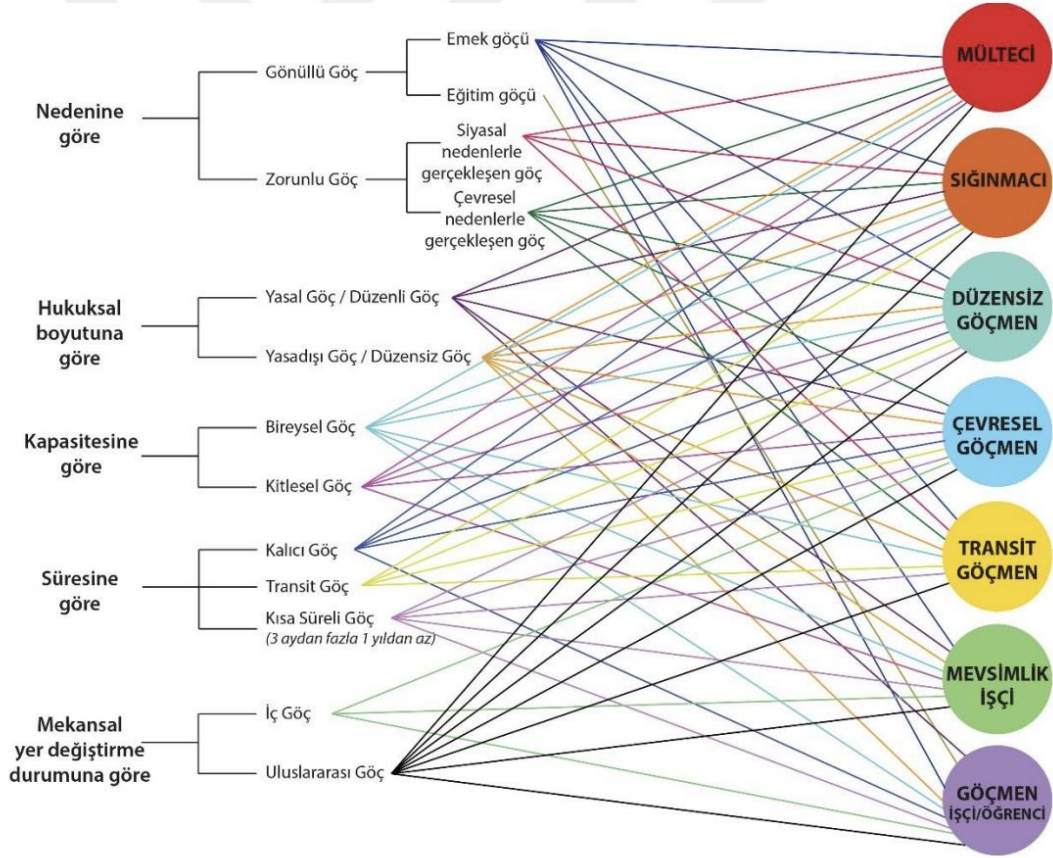 Nedenine
göre
Gönüllü Göç
Emek göçü
Eğitim göçü
Zorunlu Göç
Siyasal
nedenlerle
gerçekleşen göç
Çevresel
nedenlerle
gerçekleşen göç
Hukuksal
boyutuna
göre
Yasal Göç / Düzenli Göç
Yasadışı Göç / Düzensiz Göç
Kapasitesine
göre
Bireysel Göç
Kitlesel Göç
Süresine
göre
Kalıcı Göç
Transit Göç
Kısa Süreli Göç
(3 aydan fazla 1 yıldan az)
Mekansal
yer değiştirme
durumuna göre
İç Göç
Uluslararası Göç
MÜLTECİ
SIĞINMACI
DÜZENSİZ
GÖÇMEN
ÇEVRESEL
GÖÇMEN
TRANSİT
GÖÇMEN
MEVSİMLİK
İŞÇİ
GÖÇMEN
İŞÇİ/ÖĞRENCİ